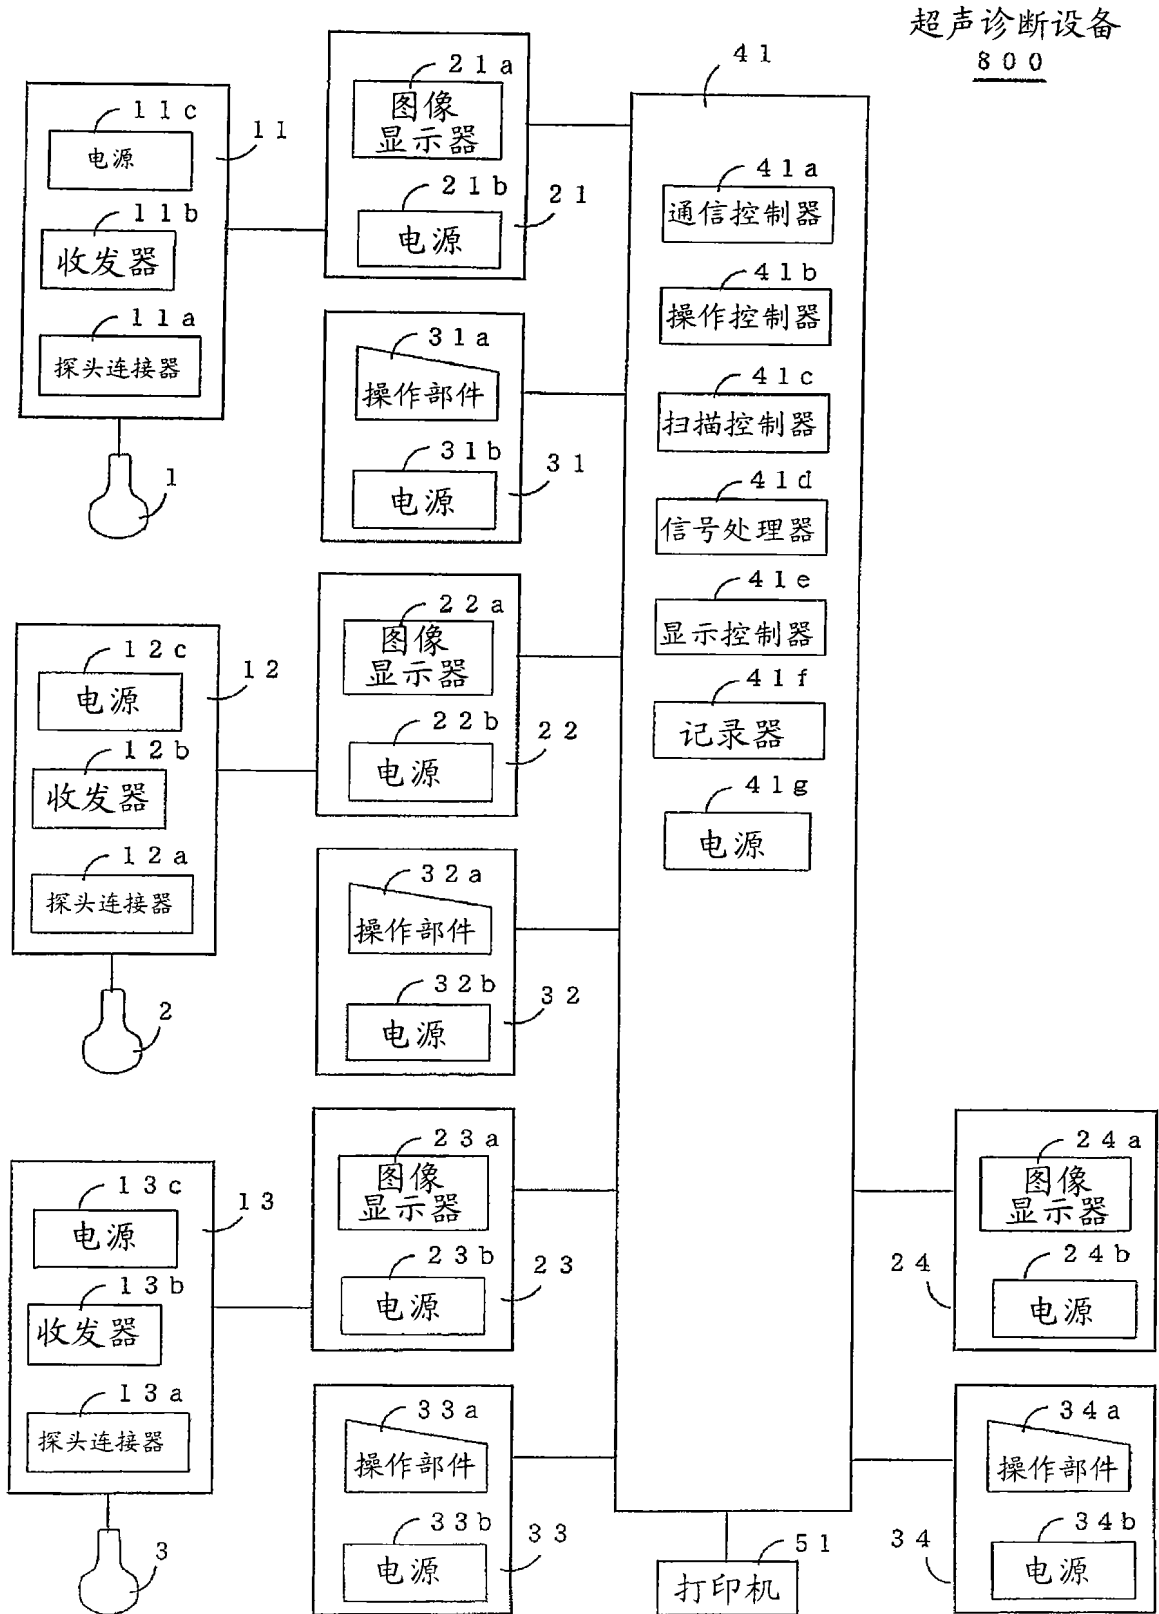 超声诊断设备
800
11
11c
电源
11b
收发器
11a
探头连接器
1
21a
图像
显示器
21b
21
电源
31a
操作部件
31b
31
电源
12
12c
电源
12b
收发器
12a
探头连接器
2
22a
图像
显示器
22b
22
电源
32a
操作部件
32b
32
电源
13
13c
电源
13b
收发器
13a
探头连接器
3
23a
图像
显示器
23b
23
电源
33a
操作部件
33b
33
电源
41
41a
通信控制器
41b
操作控制器
41c
扫描控制器
41d
信号处理器
41e
显示控制器
41f
记录器
41g
电源
51
打印机
24a
图像
显示器
24b
24
电源
34a
操作部件
34b
34
电源